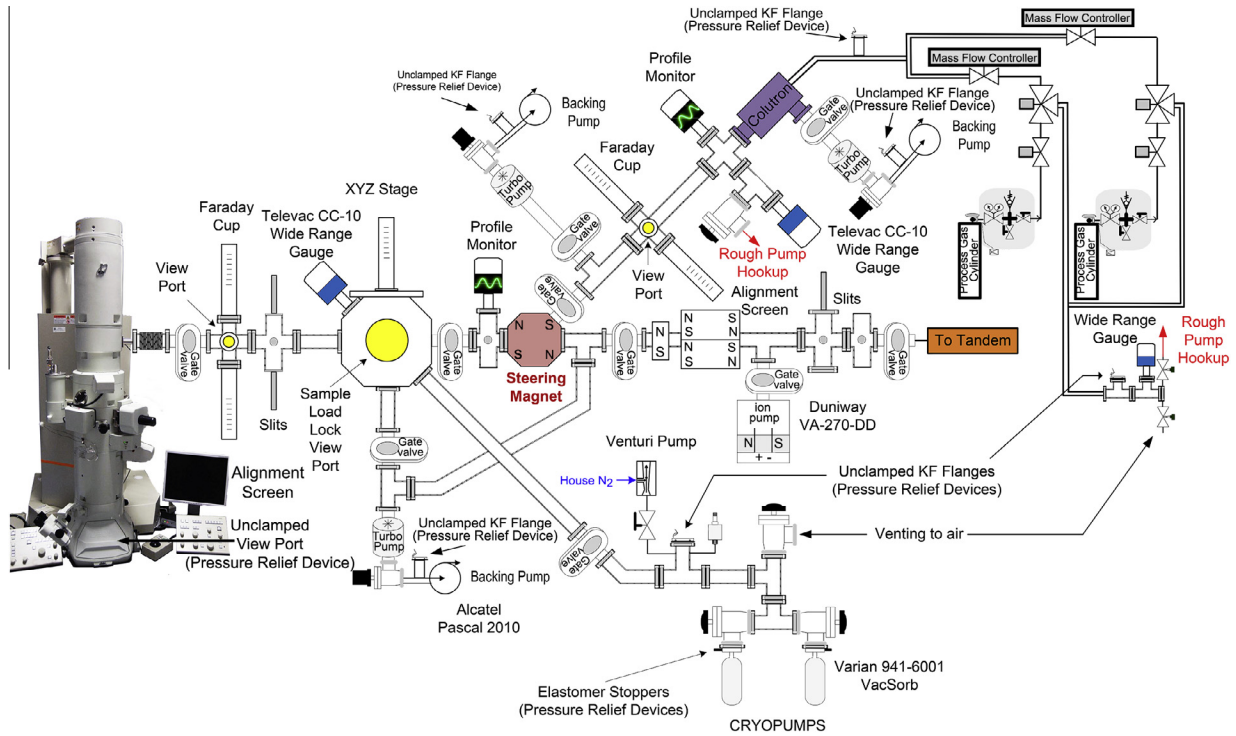 Unclamped KF Flange
(Pressure Relief Device)
Mass Flow Controller
Mass Flow Controller
Profile
Monitor
Colutron
Unclamped KF Flange
(Pressure Relief Device)
Backing
Pump
Unclamped KF Flange
(Pressure Relief Device)
Backing
Pump
Gate
valve
Turbo
Pump
Faraday
Cup
Turbo
Pump
XYZ Stage
Faraday
Cup
Televac CC-10
Wide Range
Gauge
Profile
Monitor
Gate
valve
Gate
valve
View
Port
Rough Pump
Hookup
Alignment
Screen
Televac CC-10
Wide Range
Gauge
Process Gas
Cylinder
Process Gas
Cylinder
View
Port
Slits
Gate
valve
Gate
valve
N S
S N
Steering
Magnet
Gate
valve
N
S
N N
S S
S S
N N
Gate
valve
To Tandem
Wide Range
Gauge
Rough
Pump
Hookup
Slits
Sample
Load
Lock
View
Port
Gate
valve
Gate
valve
ion
pump
N S
+ -
Duniway
VA-270-DD
Venturi Pump
House N2
Unclamped KF Flanges
(Pressure Relief Devices)
Alignment
Screen
Unclamped
View Port
(Pressure Relief Device)
Turbo
Pump
Unclamped KF Flange
(Pressure Relief Device)
Backing Pump
Alcatel
Pascal 2010
Gate
valve
Venting to air
Varian 941-6001
VacSorb
Elastomer Stoppers
(Pressure Relief Devices)
CRYOPUMPS